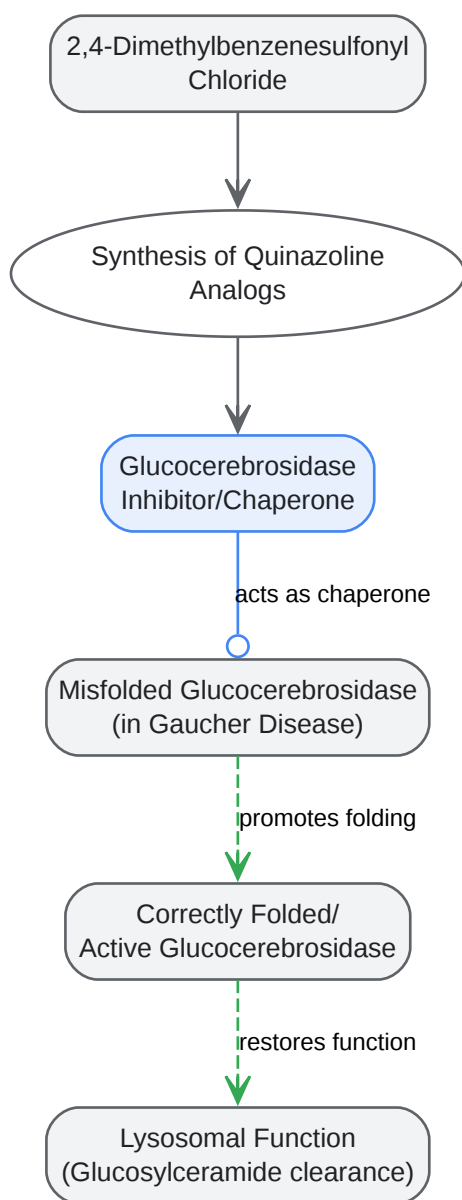 2,4-Dimethylbenzenesulfonyl
Chloride
Synthesis of Quinazoline
Analogs
Glucocerebrosidase
Inhibitor/Chaperone
acts as chaperone
Misfolded Glucocerebrosidase
(in Gaucher Disease)
promotes folding
Correctly Folded/
Active Glucocerebrosidase
restores function
Lysosomal Function
(Glucosylceramide clearance)